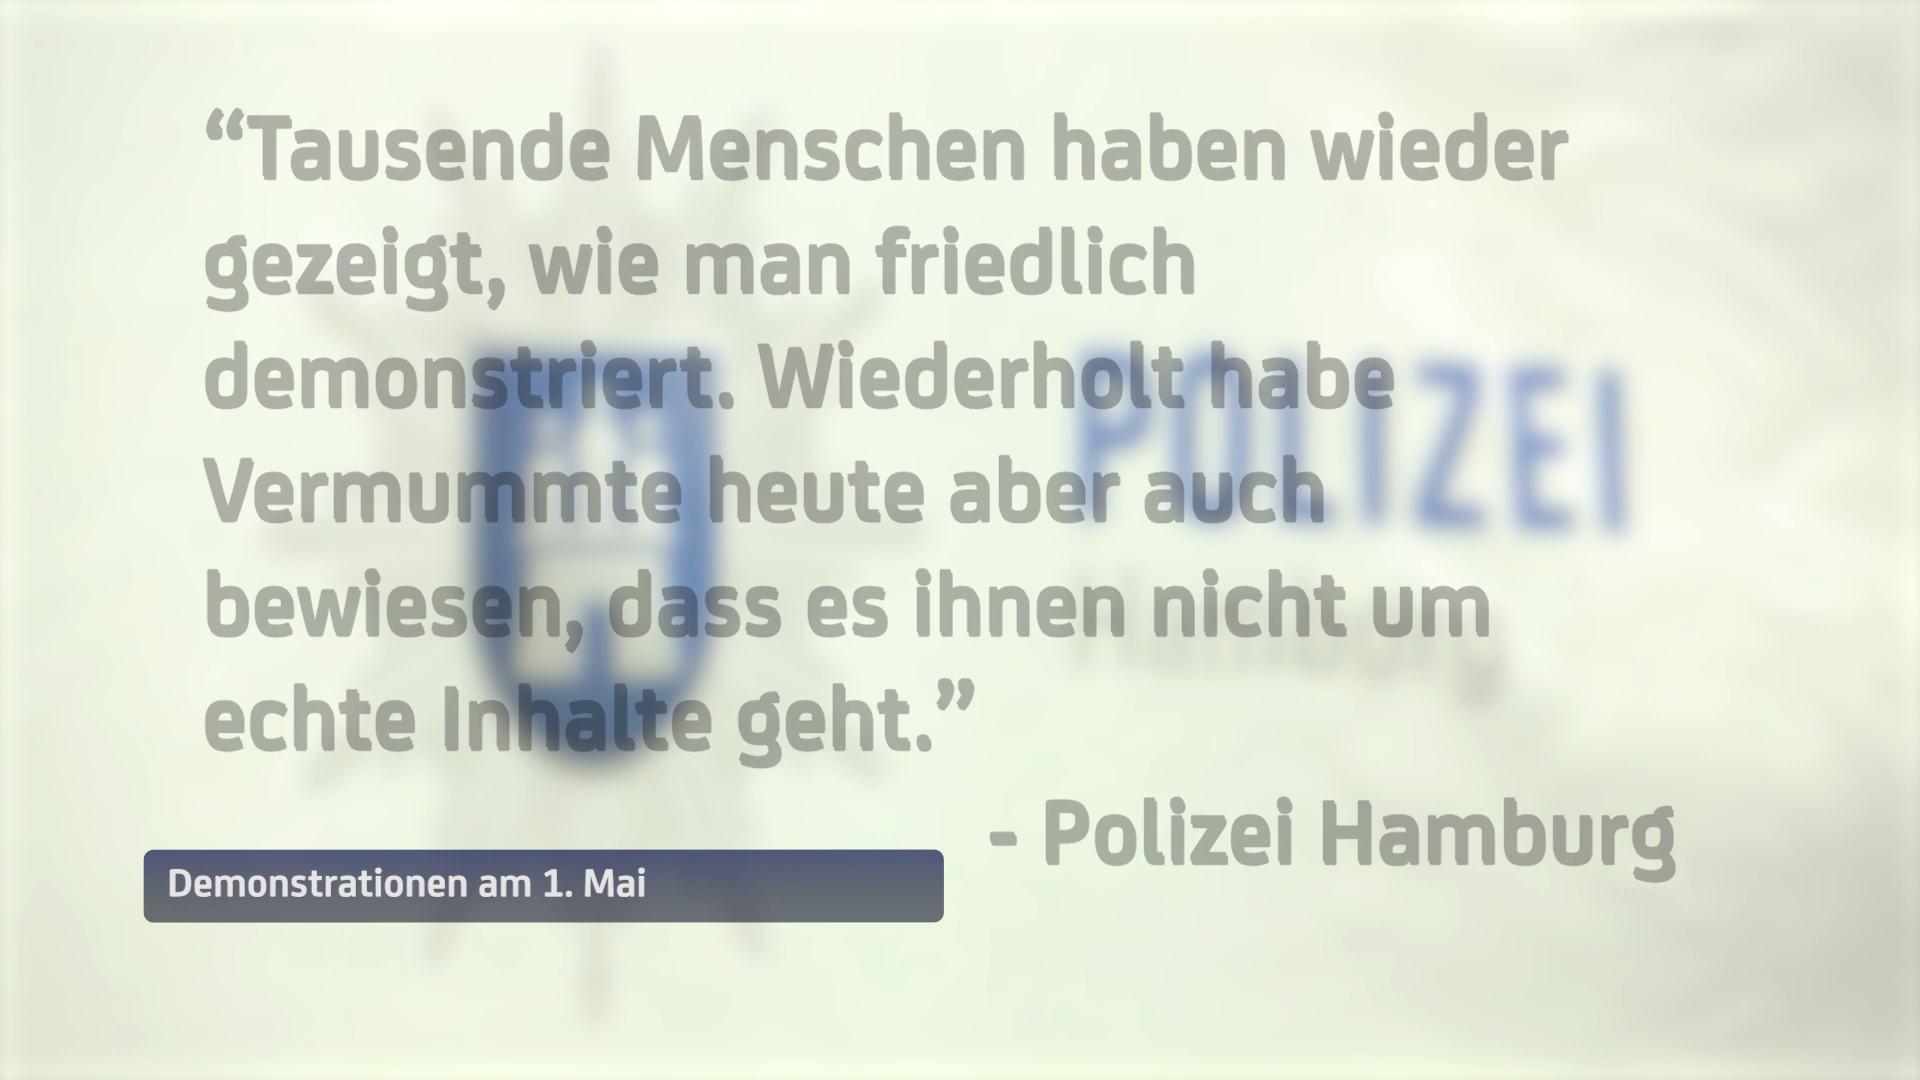 “Tausende Menschen haben wieder
gezeigt, wie man friedlich
demonstriert. Wiederholt habe
Vermummte heute aber auch
bewiesen, dass es ihnen nicht um
echte Inhalte geht.”
- Polizei Hamburg
Demonstrationen am 1. Mai
POLIZEI
Hamburg